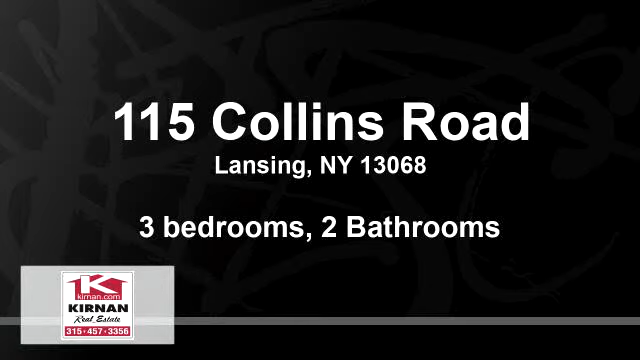 115 Collins Road
Lansing, NY 13068
3 bedrooms, 2 Bathrooms
kirnan.com
KIRNAN
Real Estate
315•457•3356